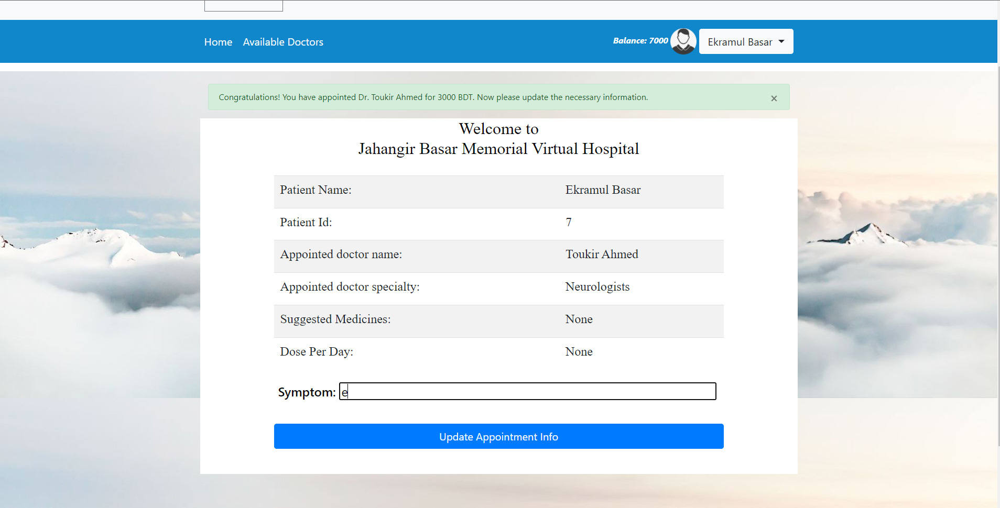 Home Available Doctors Balance: 7000 Ekramul Basar
Congratulations! You have appointed Dr. Toukir Ahmed for 3000 BDT. Now please update the necessary information. ×
Welcome to
Jahangir Basar Memorial Virtual Hospital
Patient Name: Ekramul Basar
Patient Id: 7
Appointed doctor name: Toukir Ahmed
Appointed doctor specialty: Neurologists
Suggested Medicines: None
Dose Per Day: None
Symptom: e
Update Appointment Info